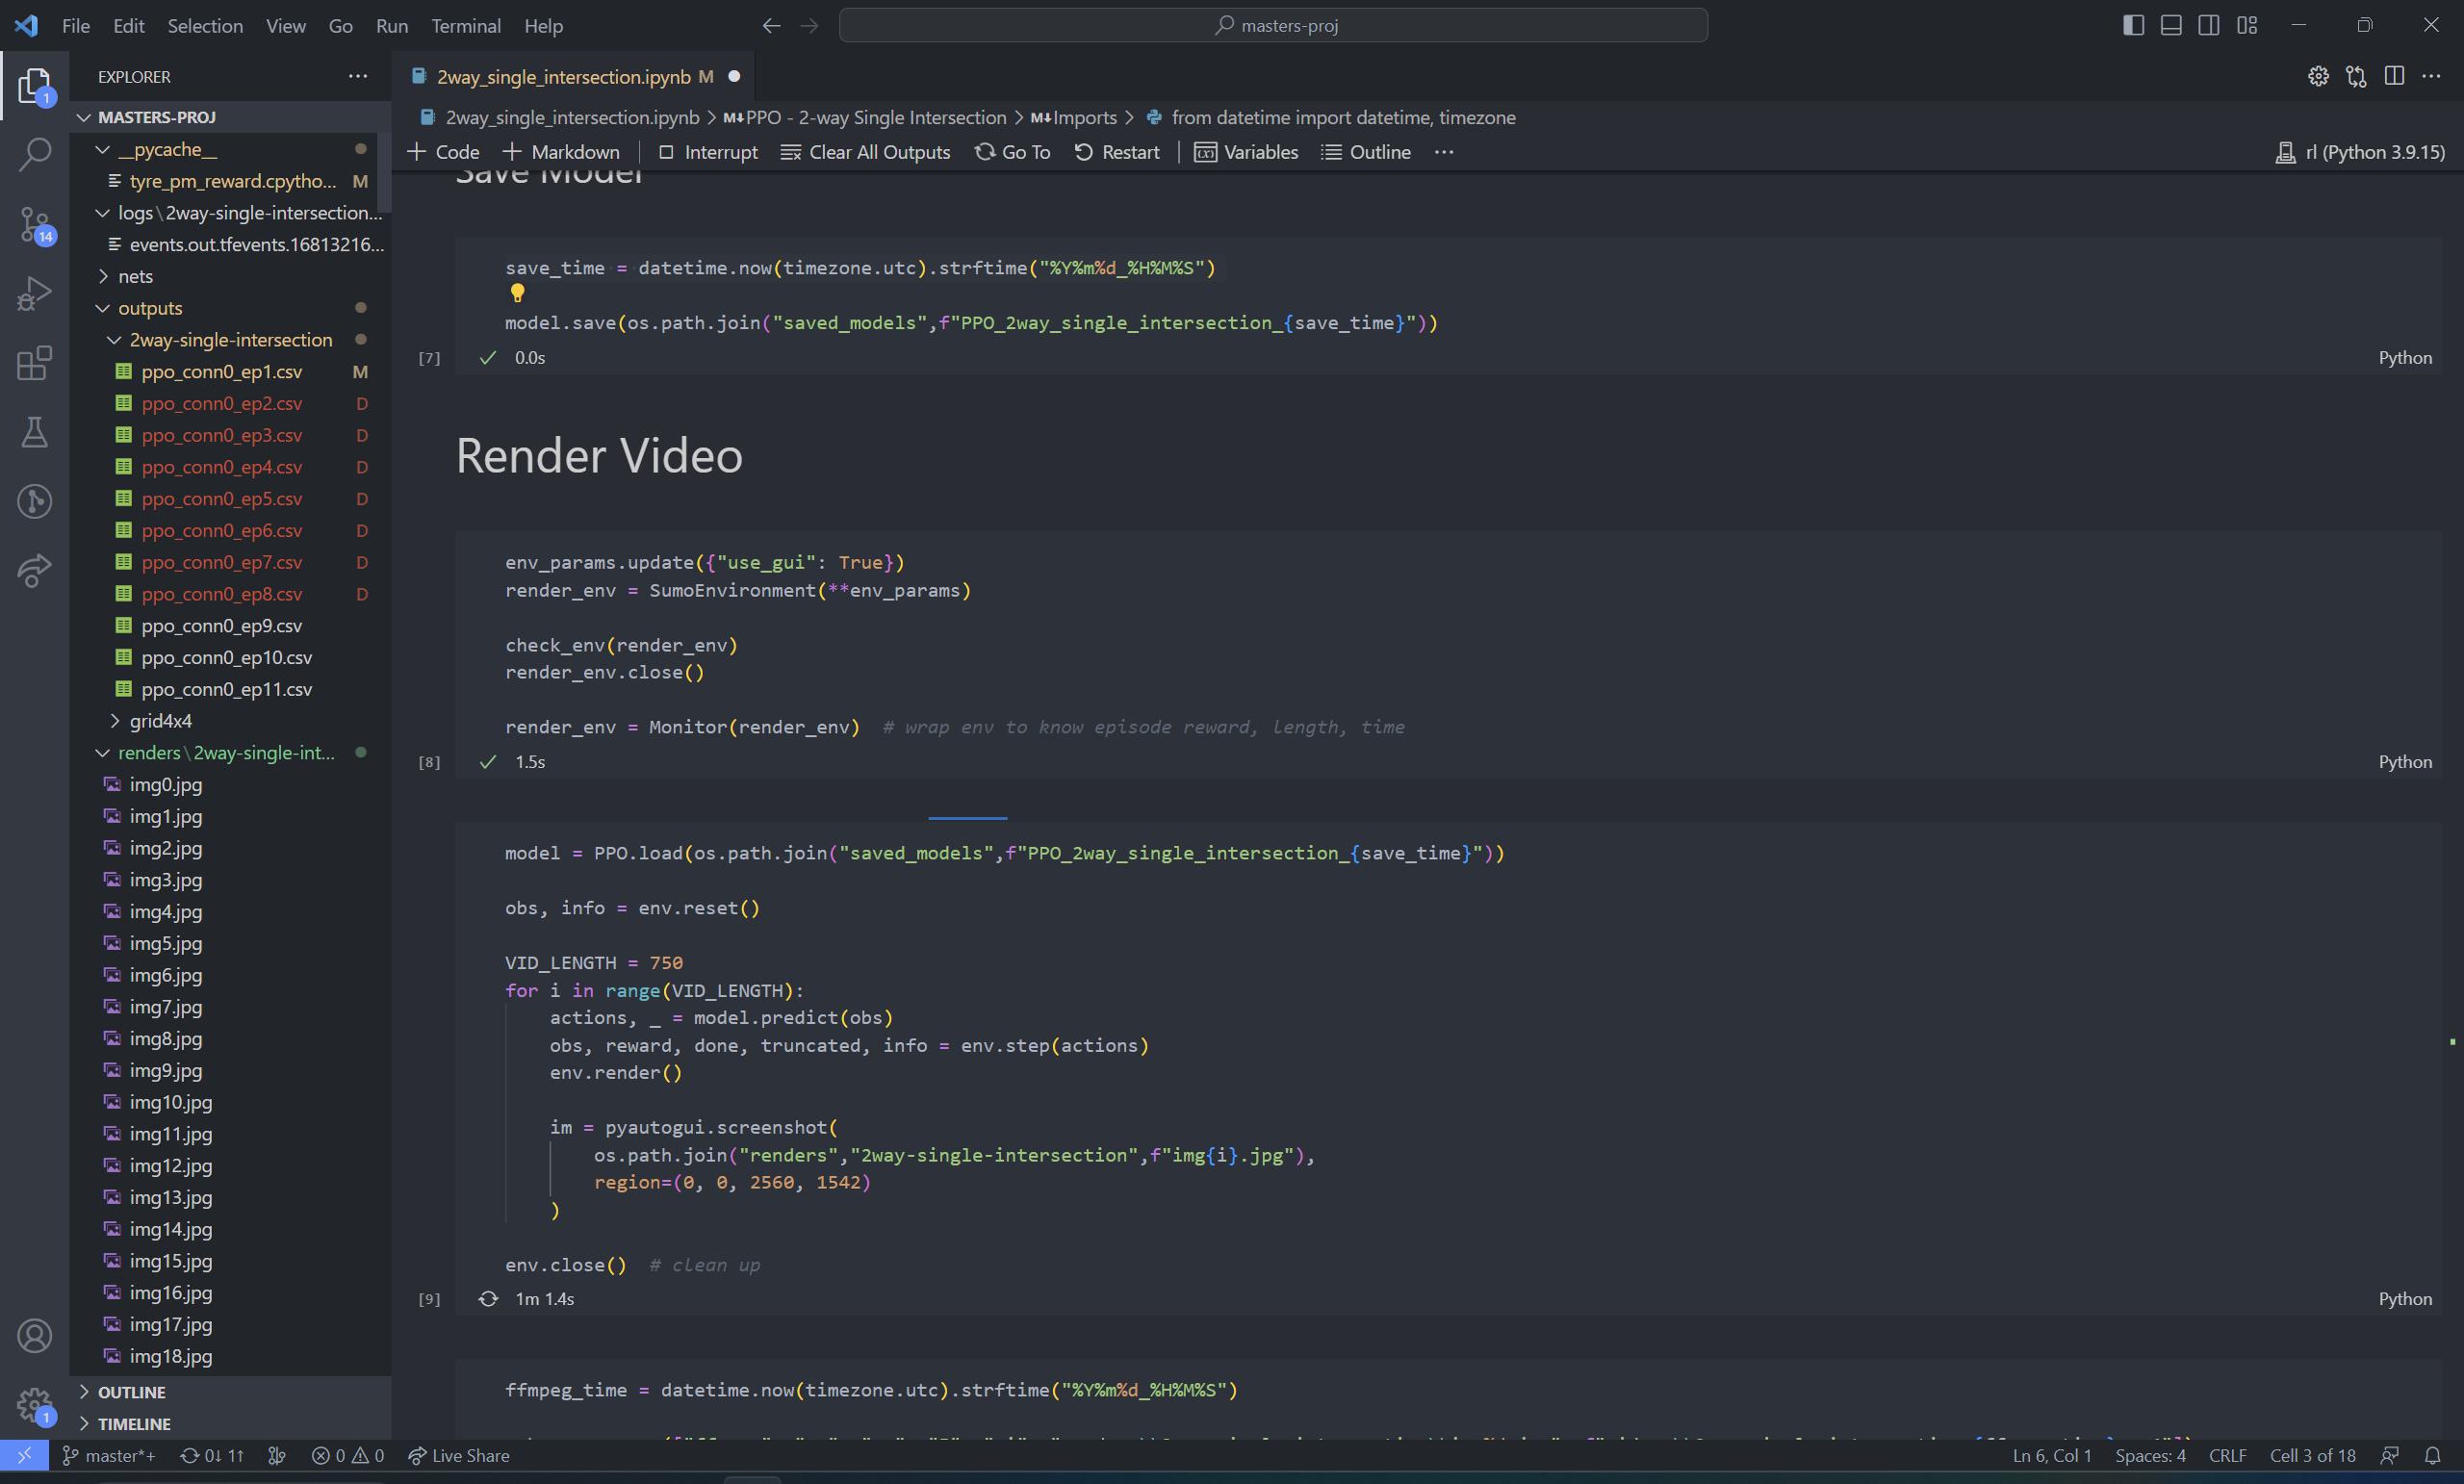 File Edit Selection View Go Run Terminal Help
masters-proj
EXPLORER
MASTERS-PROJ
__pycache__
tyre_pm_reward.cpytho... M
logs\2way-single-intersection...
events.out.tfevents.16813216...
nets
outputs
2way-single-intersection
ppo_conn0_ep1.csv M
ppo_conn0_ep2.csv D
ppo_conn0_ep3.csv D
ppo_conn0_ep4.csv D
ppo_conn0_ep5.csv D
ppo_conn0_ep6.csv D
ppo_conn0_ep7.csv D
ppo_conn0_ep8.csv D
ppo_conn0_ep9.csv
ppo_conn0_ep10.csv
ppo_conn0_ep11.csv
grid4x4
renders\2way-single-int...
img0.jpg
img1.jpg
img2.jpg
img3.jpg
img4.jpg
img5.jpg
img6.jpg
img7.jpg
img8.jpg
img9.jpg
img10.jpg
img11.jpg
img12.jpg
img13.jpg
img14.jpg
img15.jpg
img16.jpg
img17.jpg
img18.jpg
OUTLINE
TIMELINE
1
14
1
2way_single_intersection.ipynb M
2way_single_intersection.ipynb > M↓PPO - 2-way Single Intersection > M↓Imports > from datetime import datetime, timezone
+ Code + Markdown Interrupt Clear All Outputs Go To Restart Variables Outline ... rl (Python 3.9.15)
Save Model
save_time = datetime.now(timezone.utc).strftime("%Y%m%d_%H%M%S")
model.save(os.path.join("saved_models",f"PPO_2way_single_intersection_{save_time}"))
[7] 0.0s Python
Render Video
env_params.update({"use_gui": True})
render_env = SumoEnvironment(**env_params)
check_env(render_env)
render_env.close()
render_env = Monitor(render_env) # wrap env to know episode reward, length, time
[8] 1.5s Python
model = PPO.load(os.path.join("saved_models",f"PPO_2way_single_intersection_{save_time}"))
obs, info = env.reset()
VID_LENGTH = 750
for i in range(VID_LENGTH):
actions, _ = model.predict(obs)
obs, reward, done, truncated, info = env.step(actions)
env.render()
im = pyautogui.screenshot(
os.path.join("renders","2way-single-intersection",f"img{i}.jpg"),
region=(0, 0, 2560, 1542)
)
env.close() # clean up
[9] 1m 1.4s Python
ffmpeg_time = datetime.now(timezone.utc).strftime("%Y%m%d_%H%M%S")
master*+ 0↓ 1↑ 0 0 Live Share Ln 6, Col 1 Spaces: 4 CRLF Cell 3 of 18